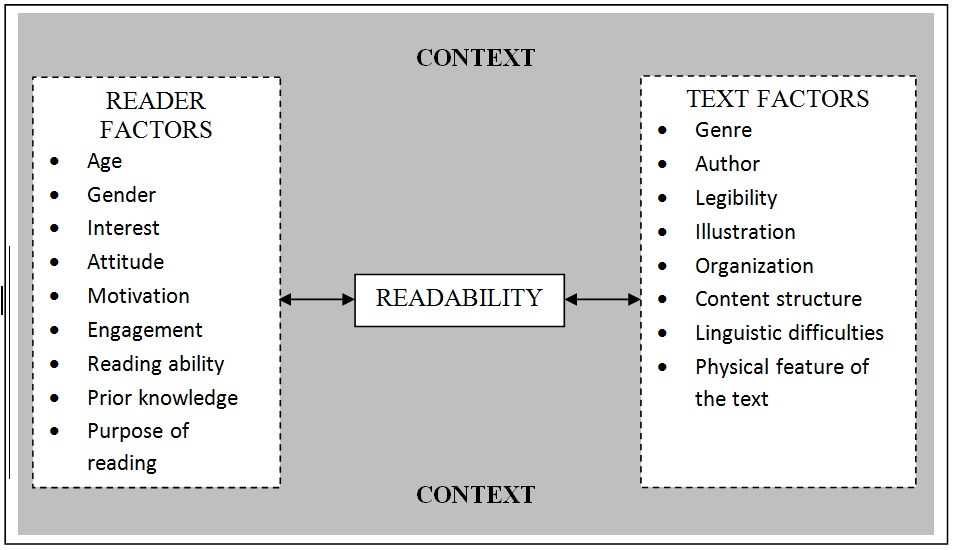 CONTEXT
READER
FACTORS
• Age
• Gender
• Interest
• Attitude
• Motivation
• Engagement
• Reading ability
• Prior knowledge
• Purpose of
reading
READABILITY
TEXT FACTORS
• Genre
• Author
• Legibility
• Illustration
• Organization
• Content structure
• Linguistic difficulties
• Physical feature of
the text
CONTEXT